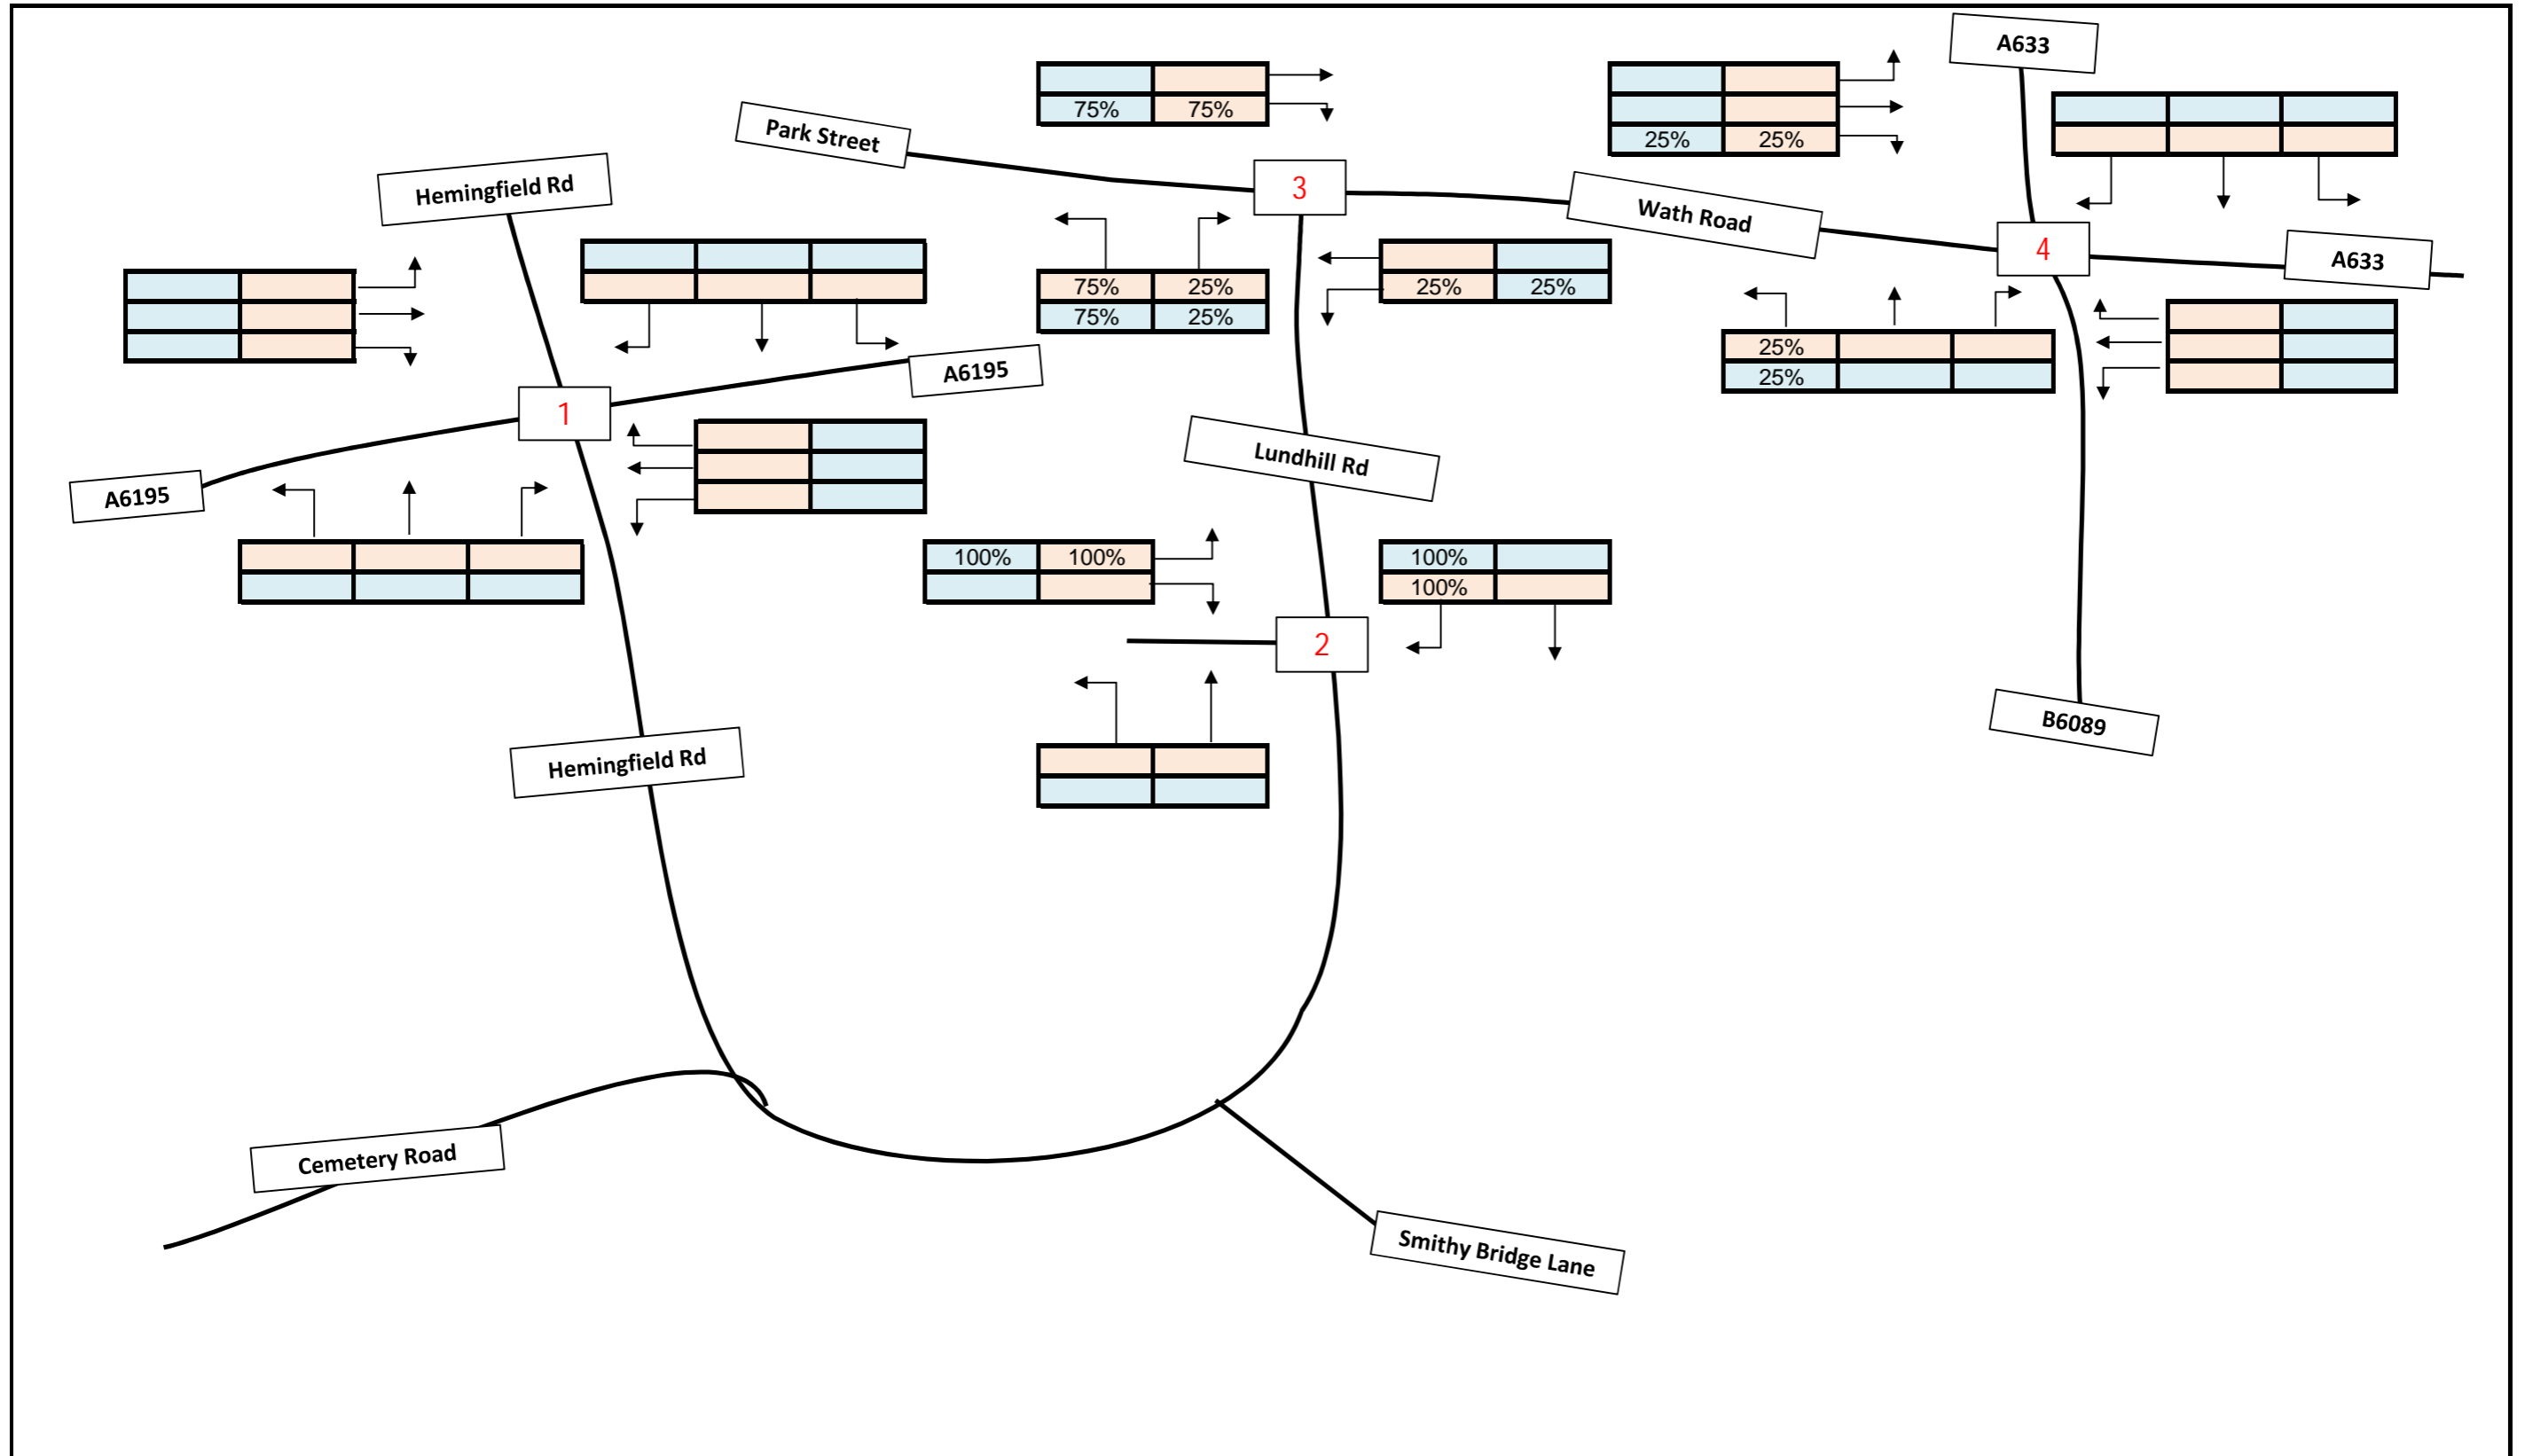 A633
75% 75%
25% 25%
Park Street
Hemingfield Rd
3
Wath Road
4
A633
75% 25%
75% 25%
25% 25%
25%
25%
A6195
1
Lundhill Rd
A6195
100% 100%
100%
100%
2
B6089
Hemingfield Rd
Cemetery Road
Smithy Bridge Lane